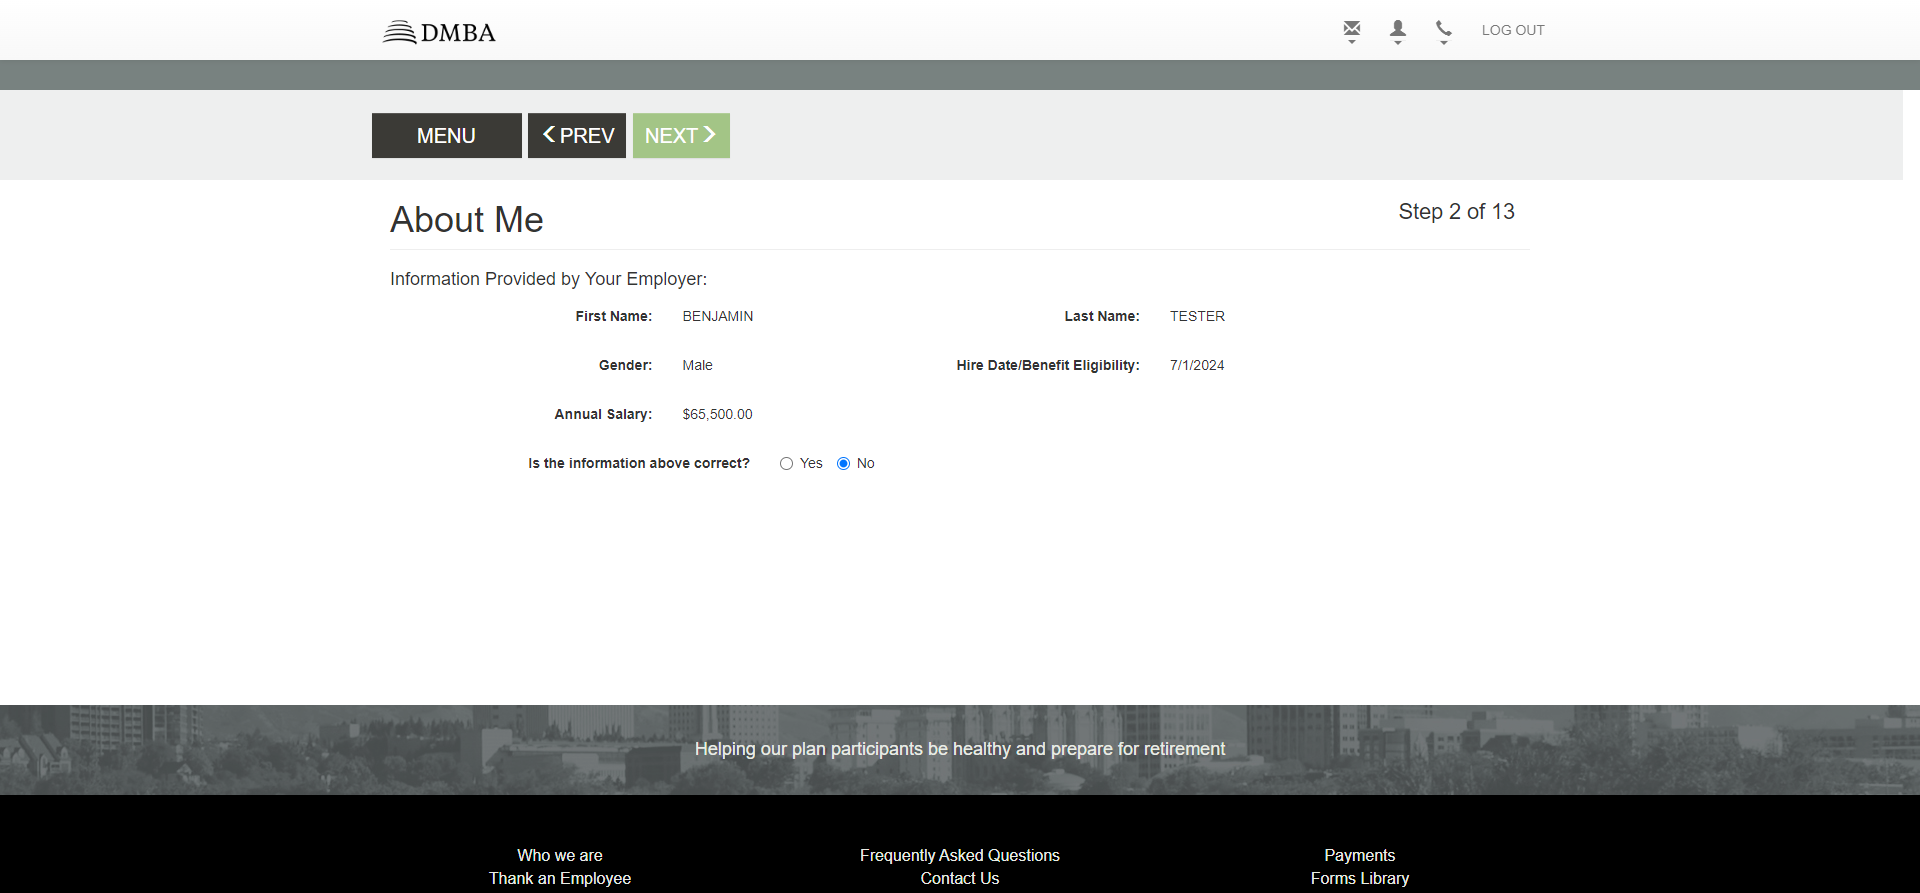 DMBA
LOG OUT
MENU
PREV
NEXT
About Me
Step 2 of 13
Information Provided by Your Employer:
First Name: BENJAMIN
Last Name: TESTER
Gender: Male
Hire Date/Benefit Eligibility: 7/1/2024
Annual Salary: $65,500.00
Is the information above correct? Yes No
Helping our plan participants be healthy and prepare for retirement
Who we are
Frequently Asked Questions
Payments
Thank an Employee
Contact Us
Forms Library